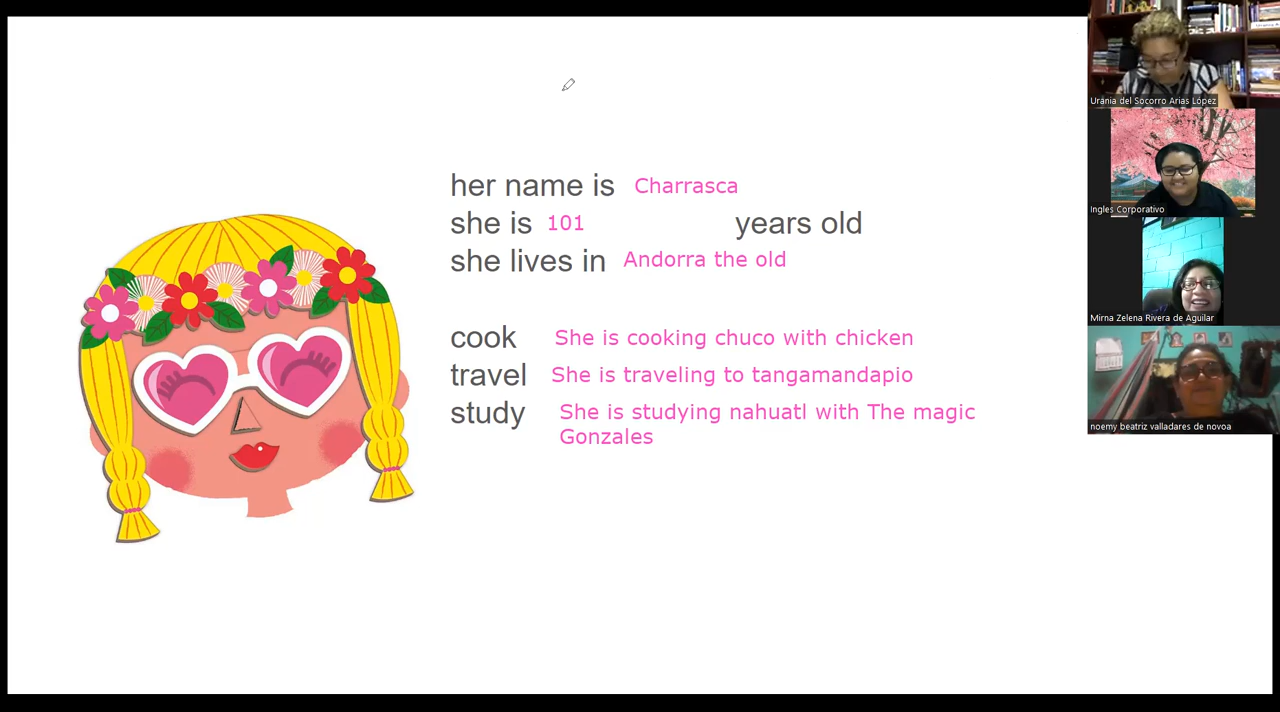 her name is Charrasca
she is 101 years old
she lives in Andorra the old
cook She is cooking chuco with chicken
travel She is traveling to tangamandapio
study She is studying nahuatl with The magic
Gonzales
Urania del Socorro Arias López
Ingles Corporativo
Mirna Zelena Rivera de Aguilar
noemy beatriz valladares de novoa